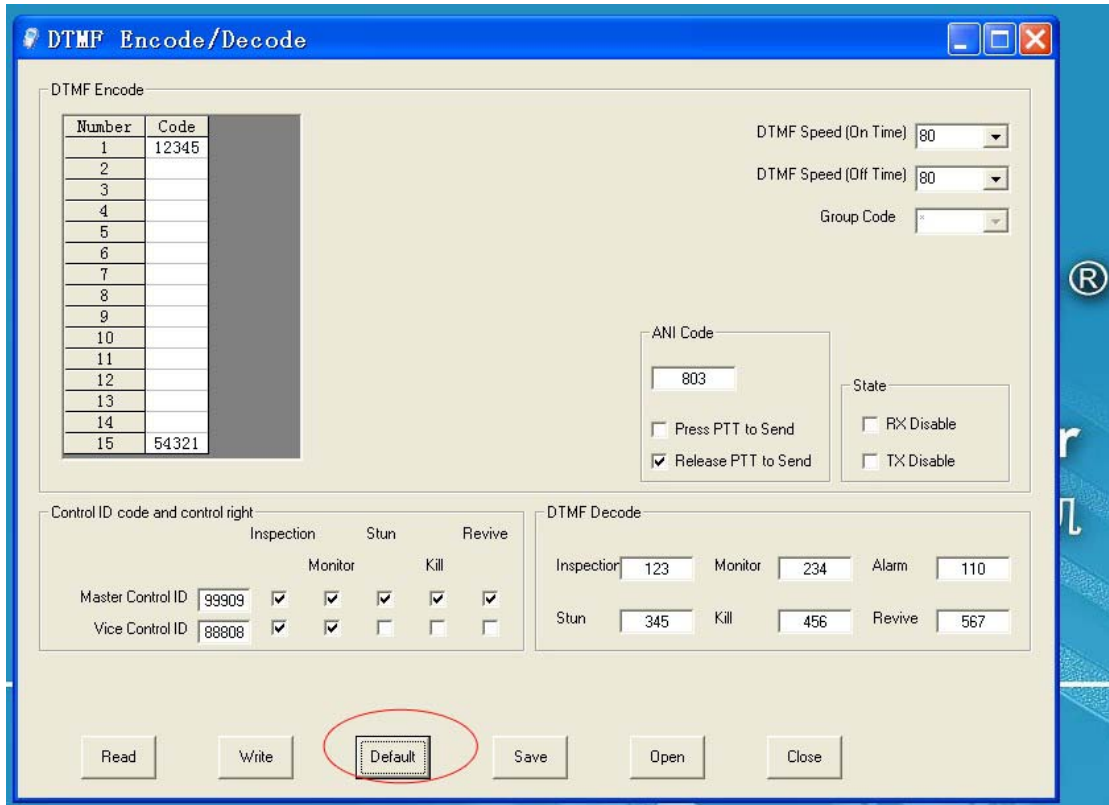 DTMF Encode/Decode
DTMF Encode
Number Code
1 12345
2
3
4
5
6
7
8
9
10
11
12
13
14
15 54321
DTMF Speed (On Time) 80
DTMF Speed (Off Time) 80
Group Code *
ANI Code
803
Press PTT to Send
Release PTT to Send
State
RX Disable
TX Disable
®
r
Control ID code and control right
Inspection Stun Revive
Monitor Kill
Master Control ID 99909
Vice Control ID 88808
DTMF Decode
Inspection 123 Monitor 234 Alarm 110
Stun 345 Kill 456 Revive 567
Read Write Default Save Open Close